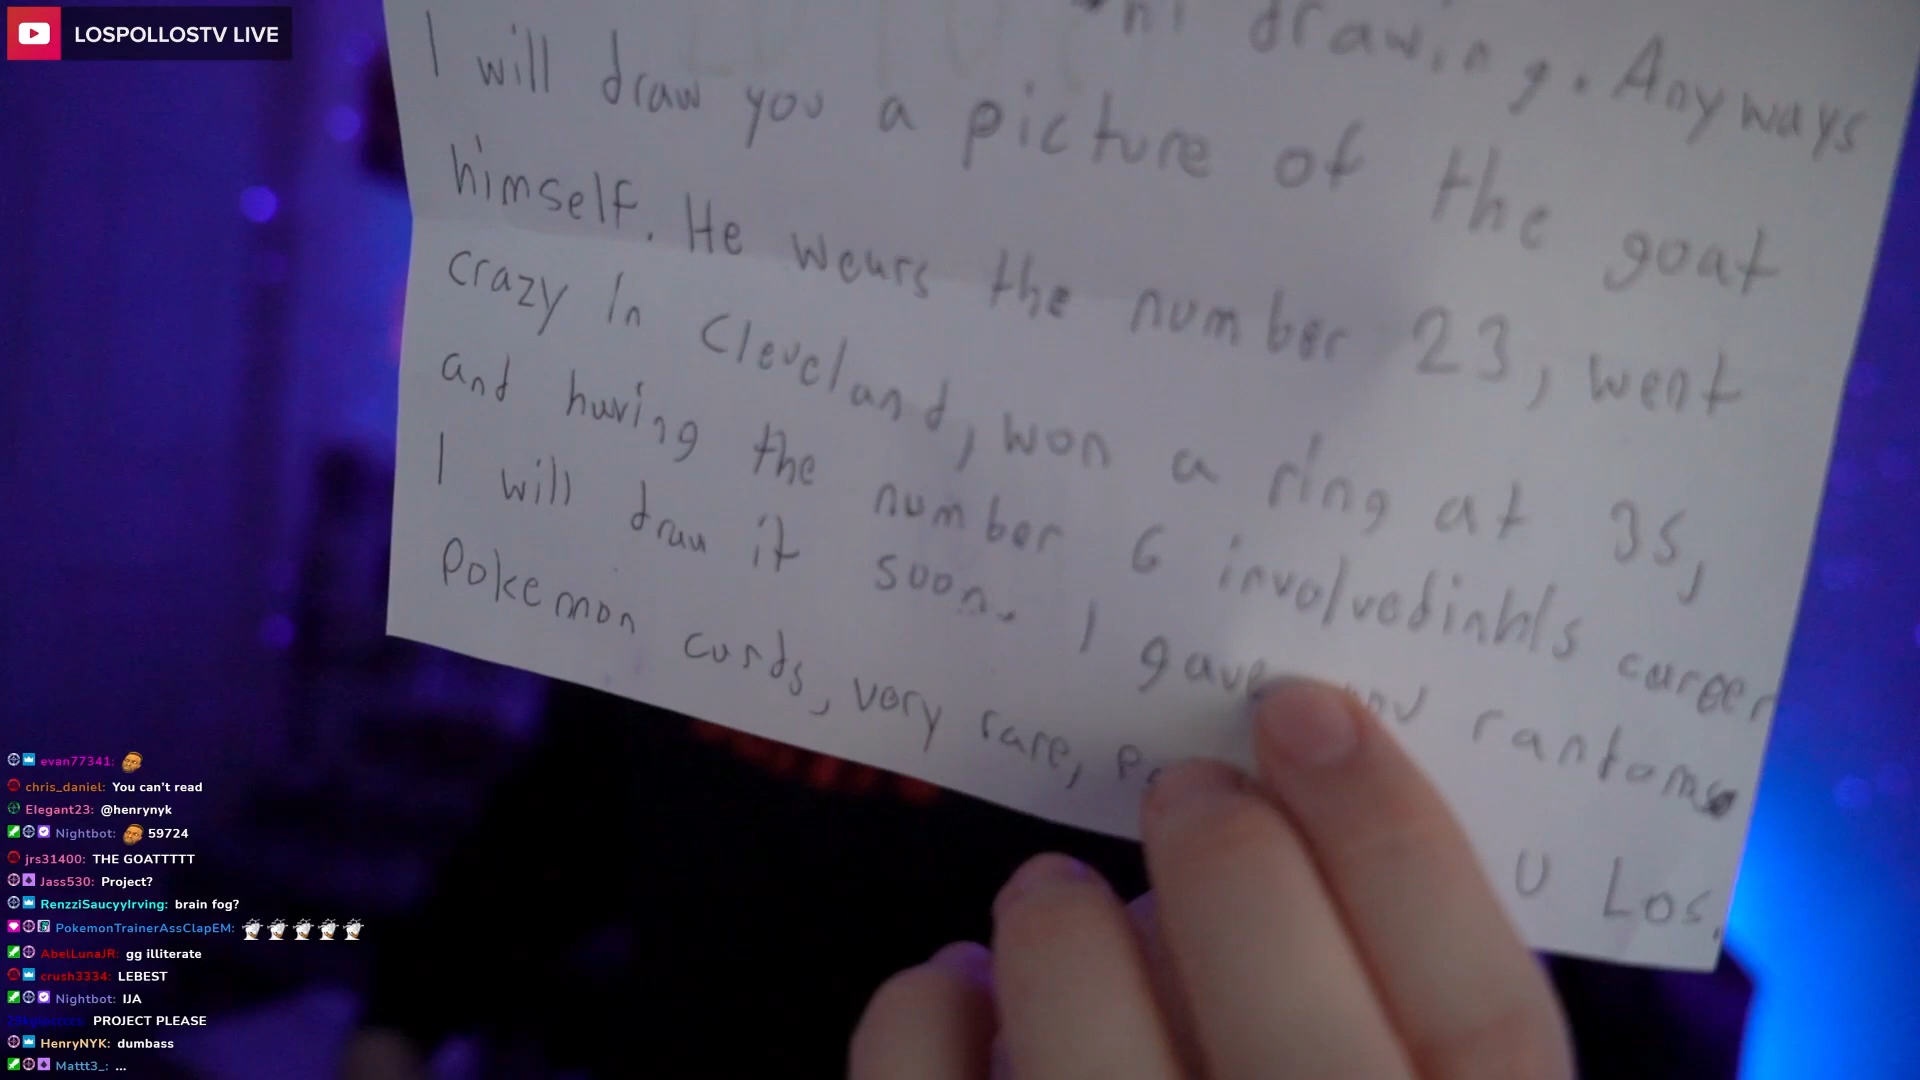 LOSPOLLOSTV LIVE
drawing. Anyways
I will draw you a picture of the goat
himself. He wears the number 23, went
crazy In Cleveland, won a ring at 35,
and having the number 6 involvedinhIs career
I will draw it soon. I gave randoms
Pokemon cards, very rare,
U Los.
evan77341:
chris_daniel: You can't read
Elegant23: @henrynyk
Nightbot: 59724
jrs31400: THE GOATTTTT
Jass530: Project?
RenzziSaucyyIrving: brain fog?
PokemonTrainerAssClapEM:
AbelLunaJR: gg illiterate
crush3334: LEBEST
Nightbot: IJA
PROJECT PLEASE
HenryNYK: dumbass
Mattt3_: ...